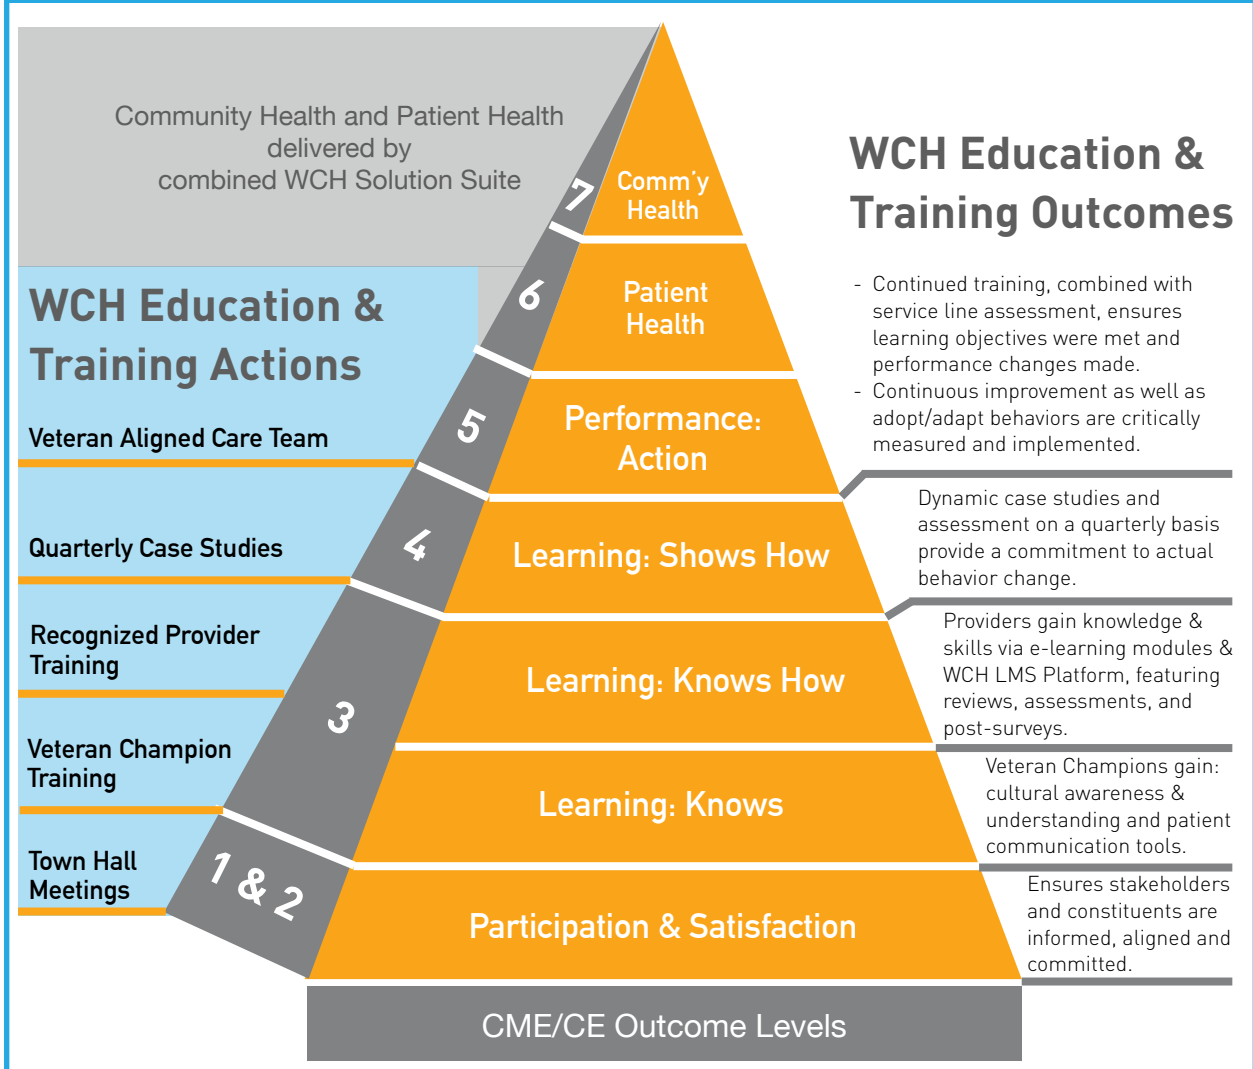 Community Health and Patient Health
delivered by
combined WCH Solution Suite
WCH Education &
Training Actions
Veteran Aligned Care Team
Quarterly Case Studies
Recognized Provider
Training
Veteran Champion
Training
Town Hall
Meetings
7
6
5
4
3
1 & 2
Comm'y
Health
Patient
Health
Performance:
Action
Learning: Shows How
Learning: Knows How
Learning: Knows
Participation & Satisfaction
CME/CE Outcome Levels
WCH Education &
Training Outcomes
- Continued training, combined with
service line assessment, ensures
learning objectives were met and
performance changes made.
- Continuous improvement as well as
adopt/adapt behaviors are critically
measured and implemented.
Dynamic case studies and
assessment on a quarterly basis
provide a commitment to actual
behavior change.
Providers gain knowledge &
skills via e-learning modules &
WCH LMS Platform, featuring
reviews, assessments, and
post-surveys.
Veteran Champions gain:
cultural awareness &
understanding and patient
communication tools.
Ensures stakeholders
and constituents are
informed, aligned and
committed.